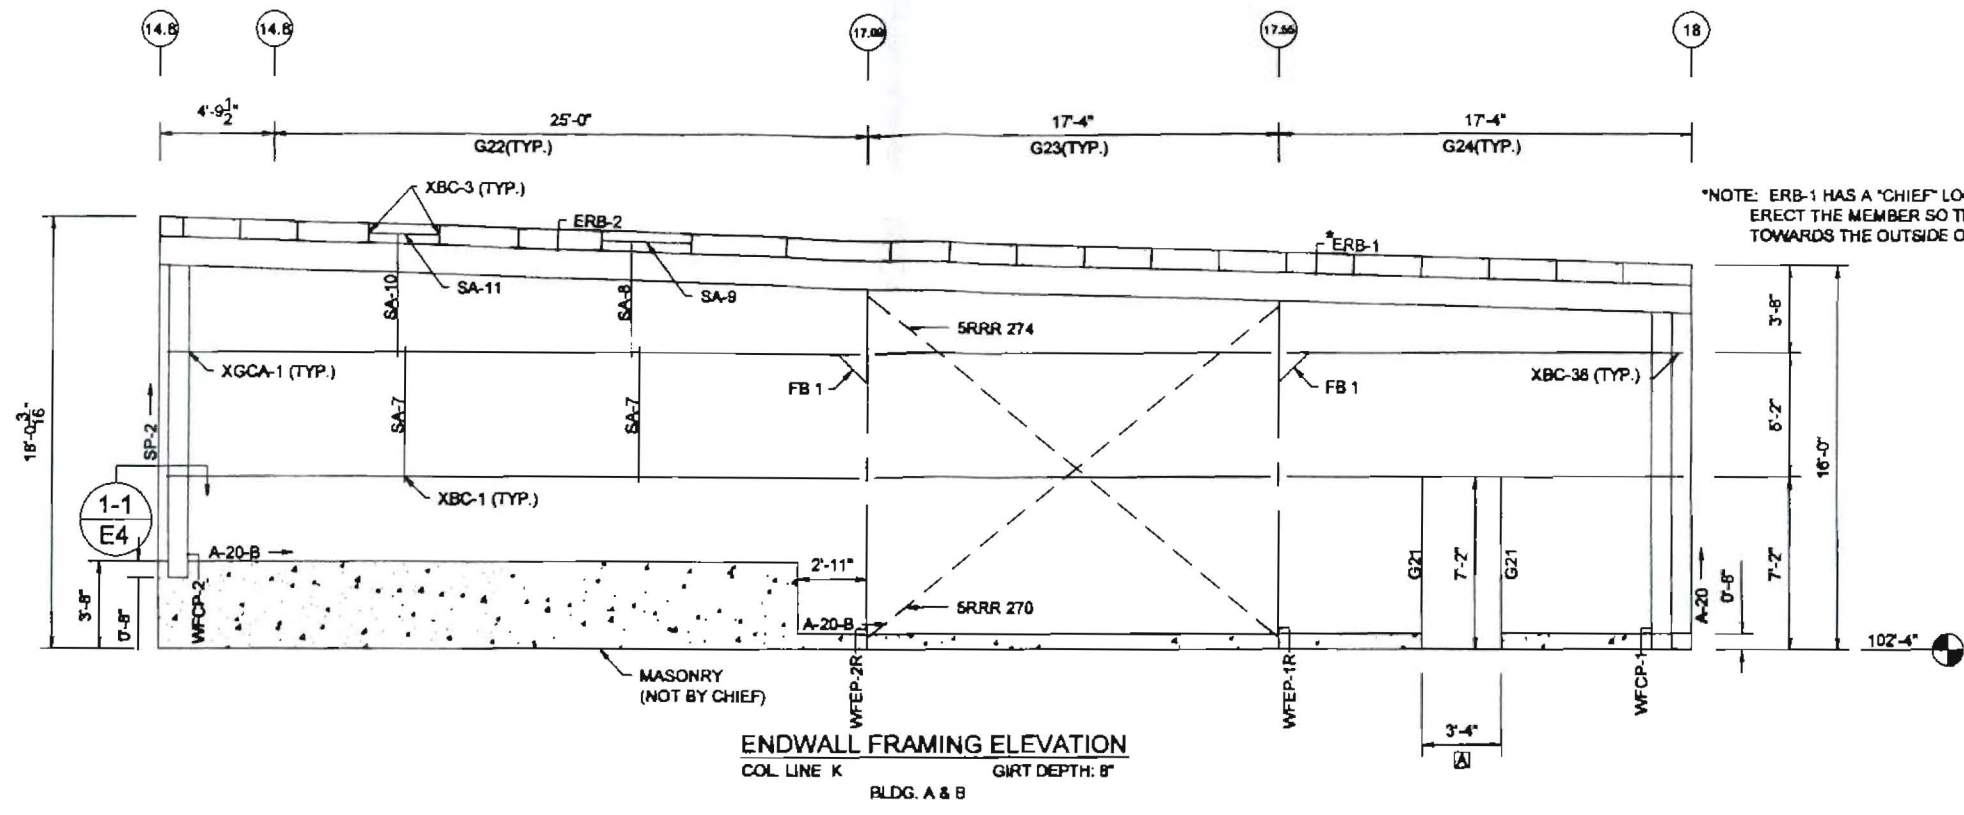 14.8
14.8
17.09
17.55
18
4'-9 1/2"
25'-0"
17'-4"
17'-4"
G22(TYP.)
G23(TYP.)
G24(TYP.)
XBC-3 (TYP.)
*NOTE: ERB-1 HAS A "CHIEF" LO
ERECT THE MEMBER SO T
TOWARDS THE OUTSIDE O
ERB-2
*ERB-1
SA-10
SA-11
SA-8
SA-9
3'-8"
5RRR 274
XGCA-1 (TYP.)
FB 1
FB 1
XBC-38 (TYP.)
18'-0 3/16"
SP-2
SA-7
SA-7
5'-2"
16'-0"
1-1
E4
XBC-1 (TYP.)
A-20-B
2'-11"
G21
7'-2"
G21
A-20
0'-8"
7'-2"
3'-8"
0'-8"
WFCP-2
5RRR 270
A-20-B
102'-4"
MASONRY
(NOT BY CHIEF)
WFEP-2R
WFEP-1R
WFCP-1
3'-4"
A
ENDWALL FRAMING ELEVATION
COL. LINE K
GIRT DEPTH: 8"
BLDG. A & B